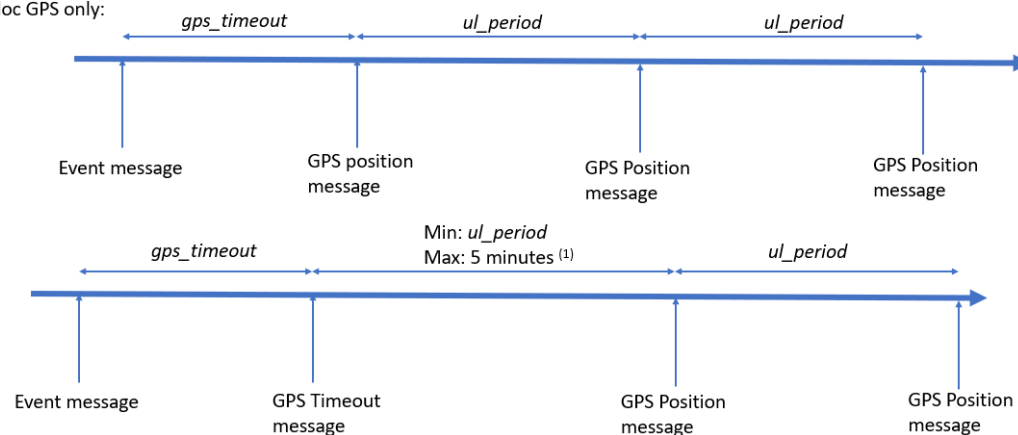 loc GPS only:
gps_timeout
ul_period
ul_period
Event message
GPS position
message
GPS Position
message
GPS Position
message
Min: ul_period
Max: 5 minutes (1)
gps_timeout
ul_period
Event message
GPS Timeout
message
GPS Position
message
GPS Position
message